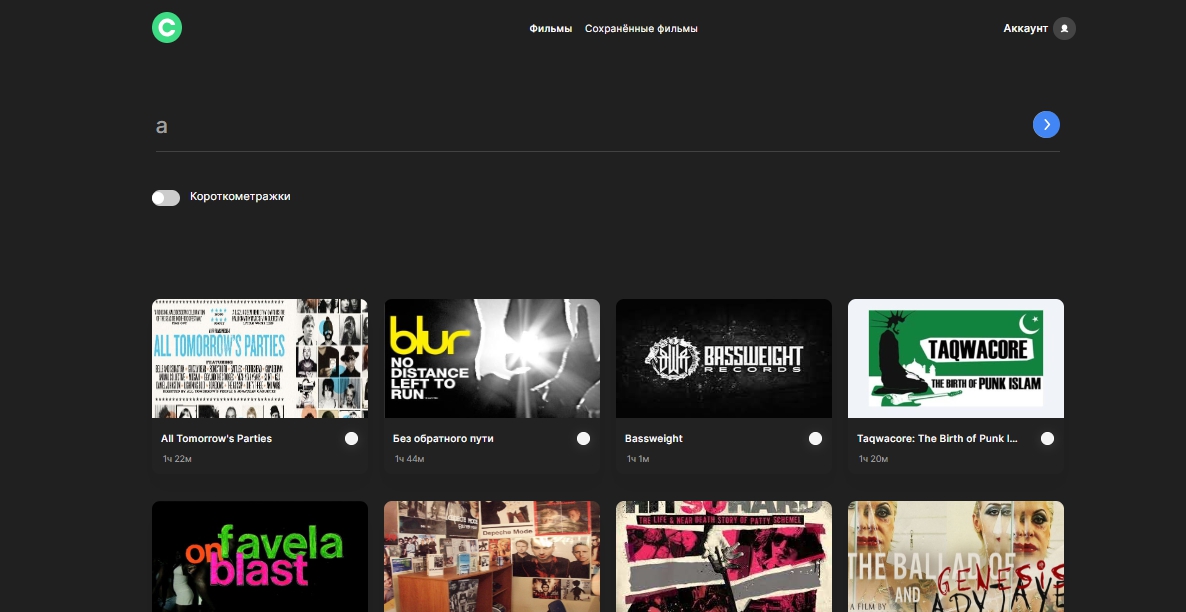 Фильмы
Сохранённые фильмы
Аккаунт
a
Короткометражки
ALL TOMORROW'S PARTIES
blur
NO
DISTANCE
LEFT TO
RUN
BASSWEIGHT
RECORDS
TAQWACORE
THE BIRTH OF PUNK ISLAM
All Tomorrow's Parties
1ч 22м
Без обратного пути
1ч 44м
Bassweight
1ч 1м
Taqwacore: The Birth of Punk I...
1ч 20м
favela
on
blast
Depeche Mode
HIT SO HARD
THE LIFE & NEAR DEATH STORY OF PATTY SCHEMEL
THE BALLAD OF
GENESIS
AND
LADY JAYE
A FILM BY